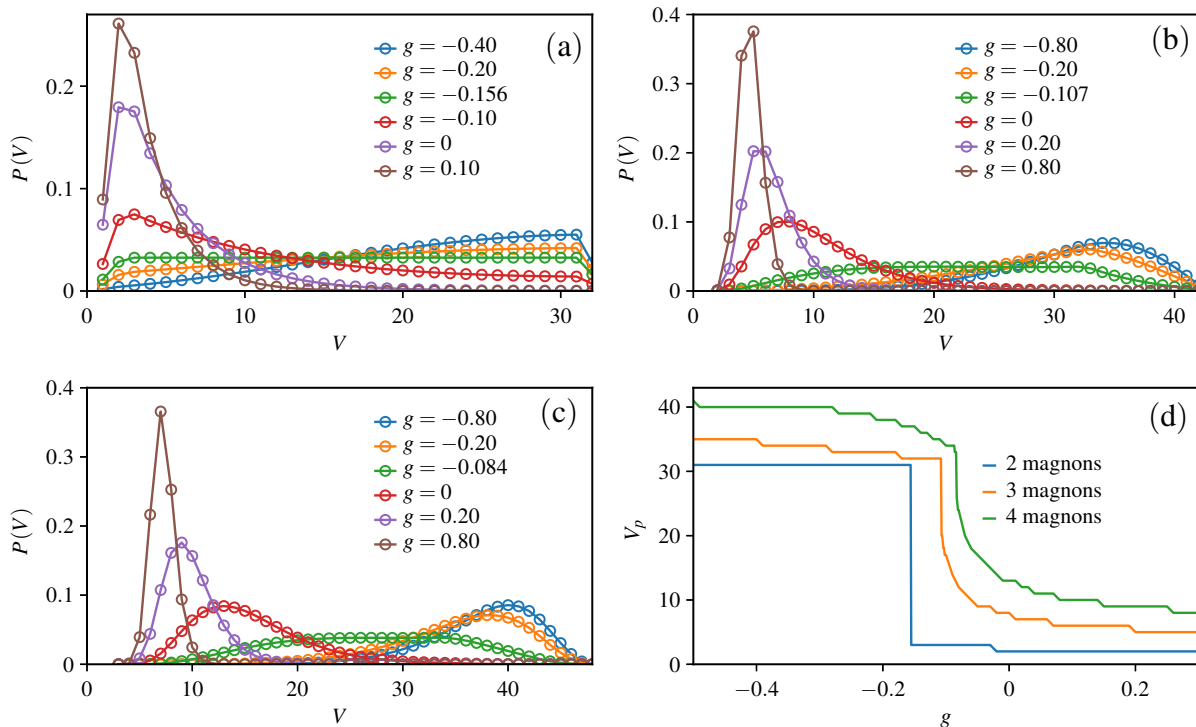 (a)
P(V)
0.2
0.1
0
g = −0.40
g = −0.20
g = −0.156
g = −0.10
g = 0
g = 0.10
0 10 20 30
V
(b)
P(V)
0.4
0.3
0.2
0.1
0
g = −0.80
g = −0.20
g = −0.107
g = 0
g = 0.20
g = 0.80
0 10 20 30 40
V
(c)
P(V)
0.4
0.3
0.2
0.1
0
g = −0.80
g = −0.20
g = −0.084
g = 0
g = 0.20
g = 0.80
0 10 20 30 40
V
(d)
V_p
40
30
20
10
0
2 magnons
3 magnons
4 magnons
−0.4 −0.2 0 0.2
g